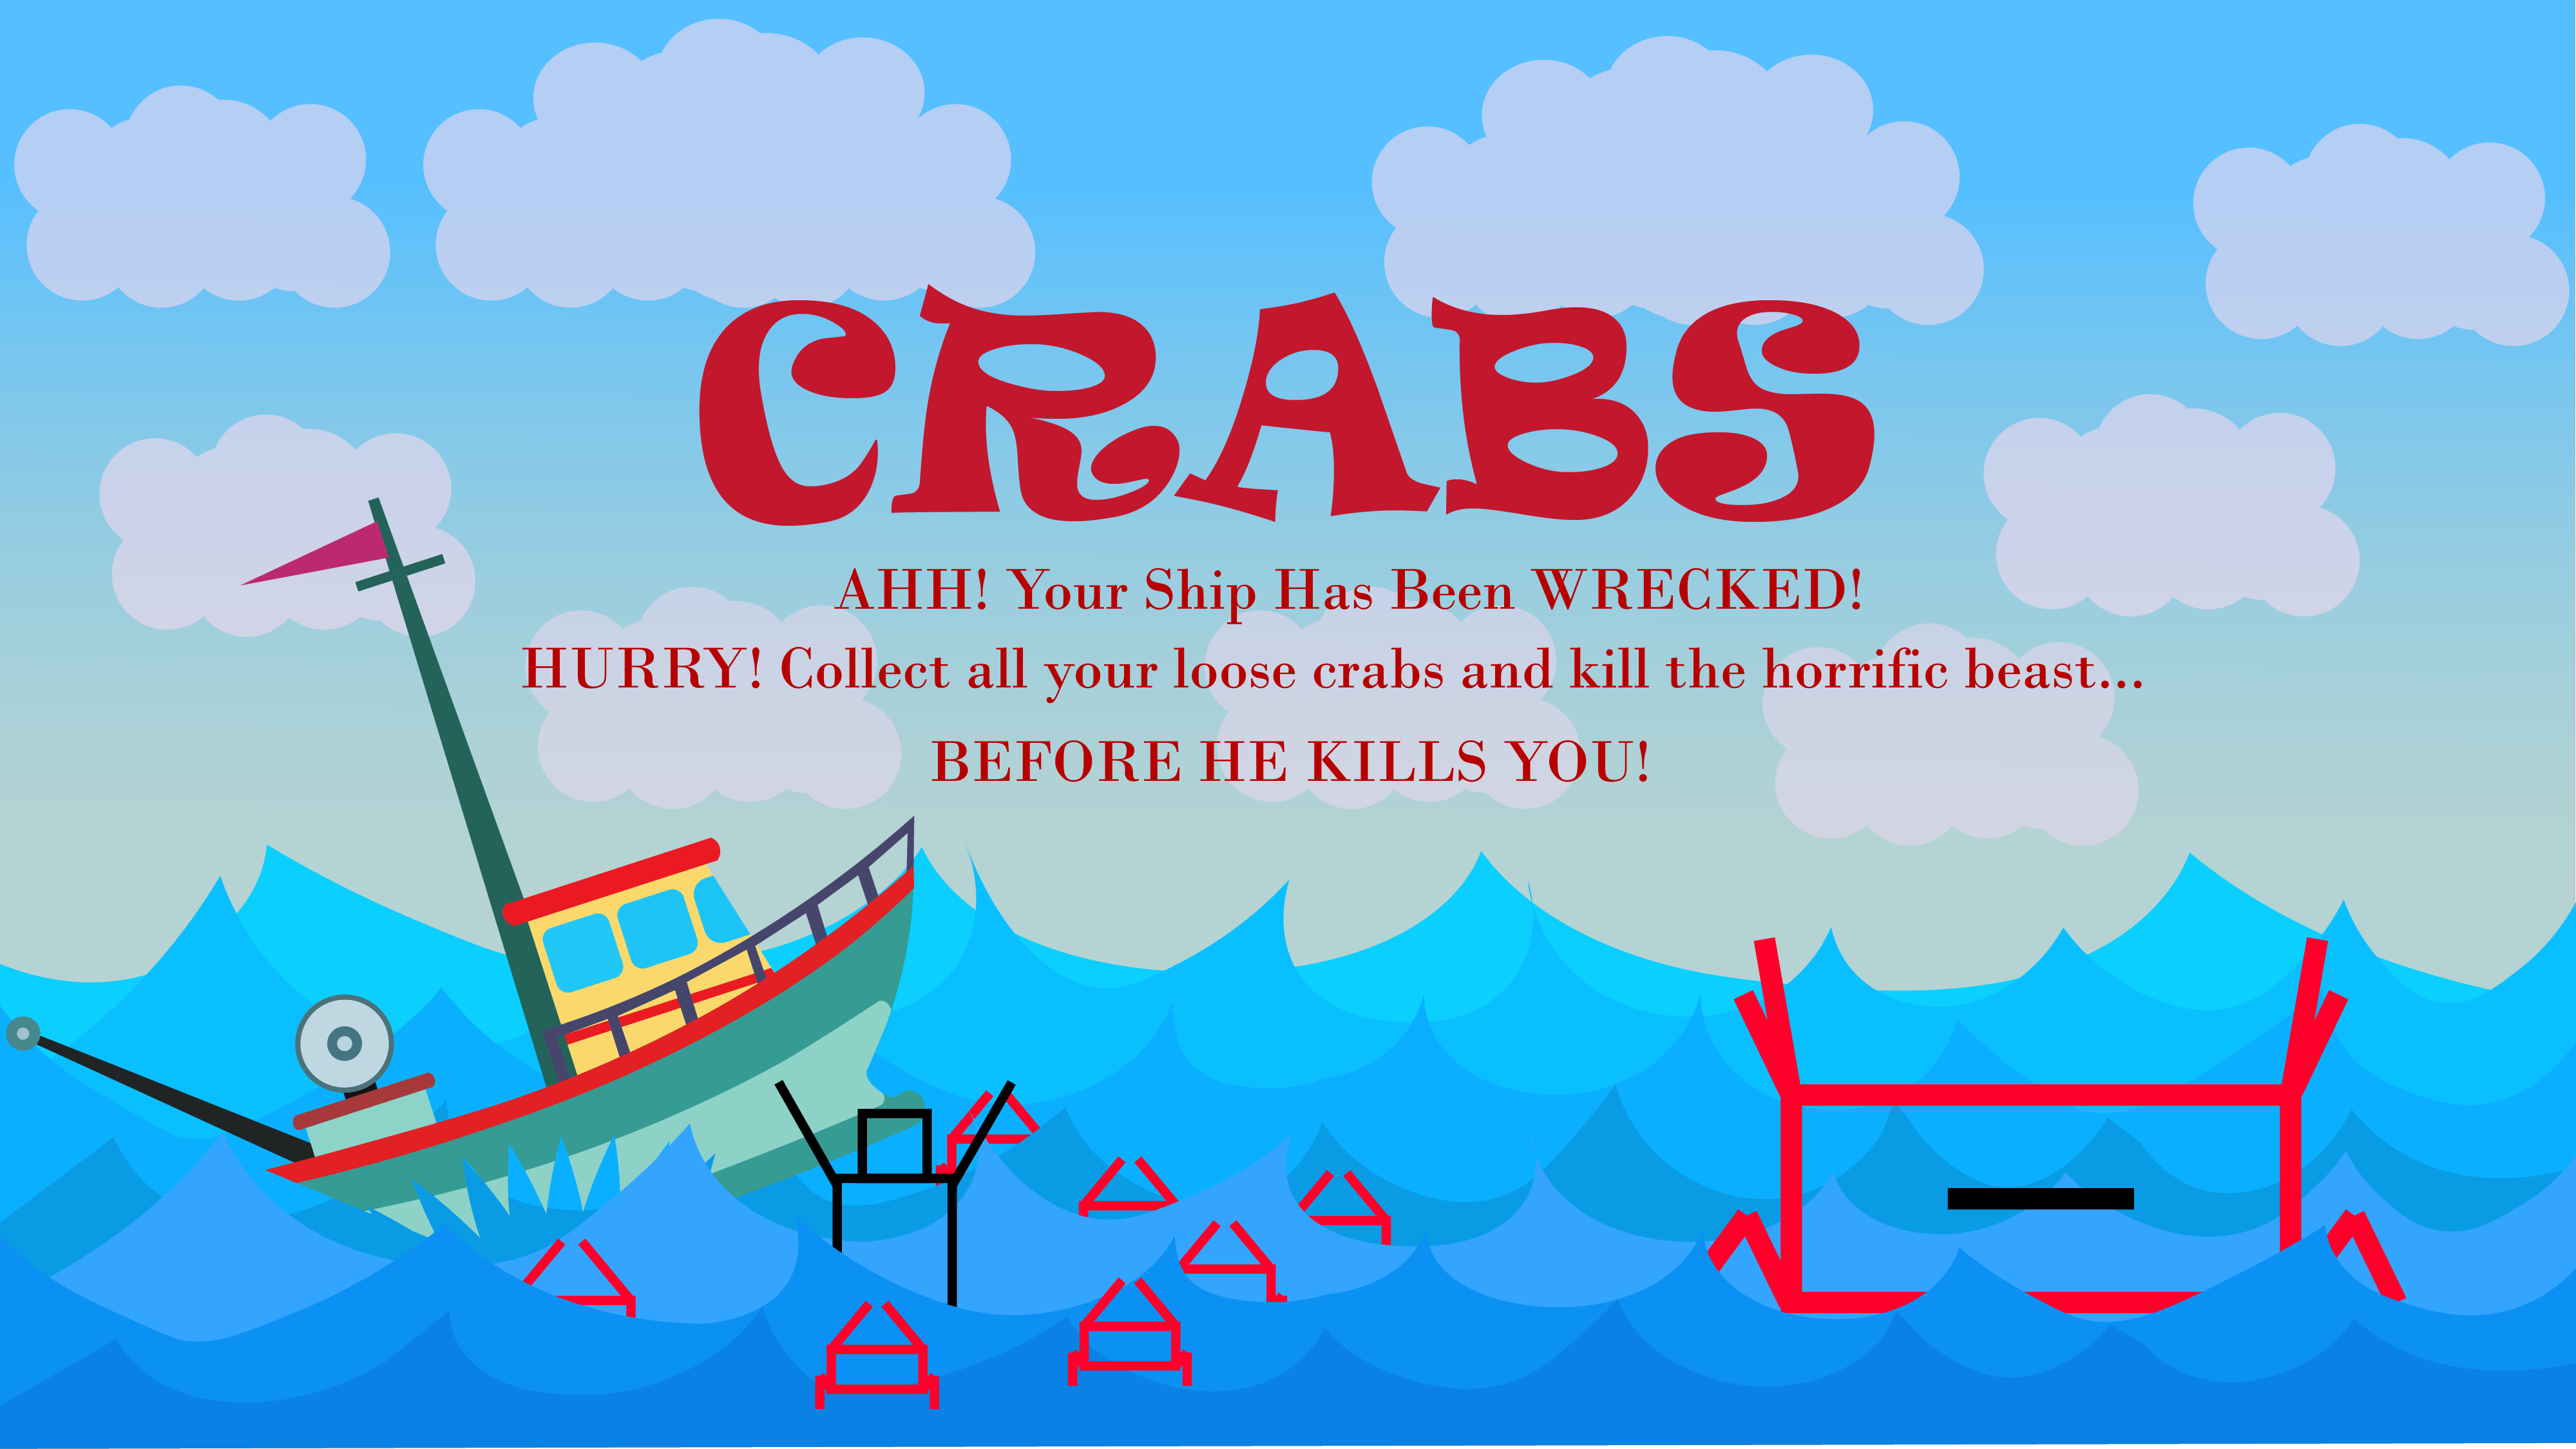 CRABS
AHH! Your Ship Has Been WRECKED!
HURRY! Collect all your loose crabs and kill the horrific beast...
BEFORE HE KILLS YOU!